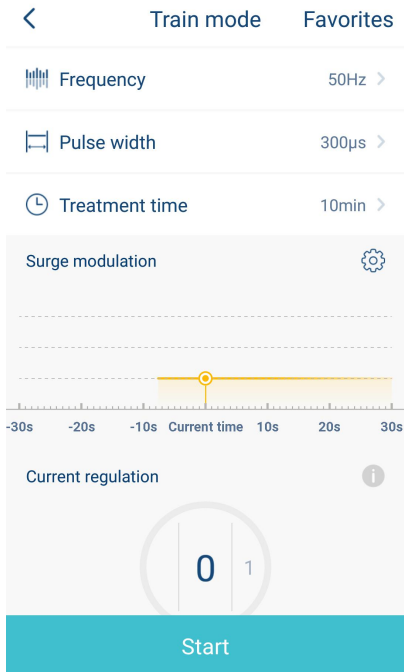 Train mode Favorites
Frequency 50Hz
Pulse width 300µs
Treatment time 10min
Surge modulation
-30s -20s -10s Current time 10s 20s 30s
Current regulation
0 1
Start